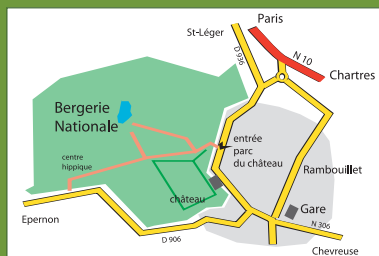 Paris
St-Léger
D 936
N 10
Chartres
Bergerie
Nationale
entrée
parc
du château
centre
hippique
Rambouillet
château
Gare
Epernon
D 906
N 306
Chevreuse